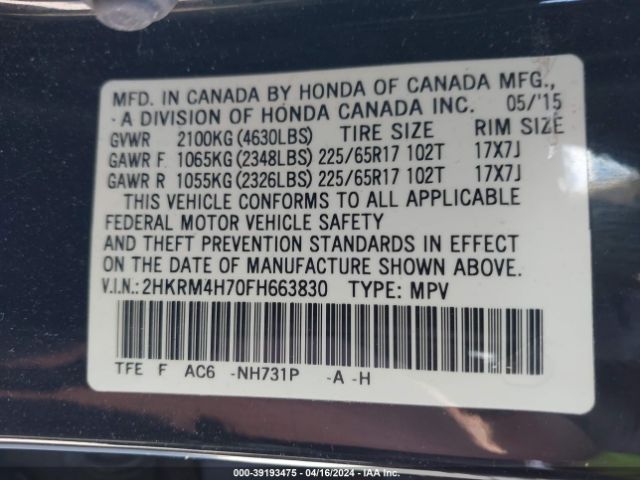 MFD. IN CANADA BY HONDA OF CANADA MFG.,
-A DIVISION OF HONDA CANADA INC. 05/'15
GVWR 2100KG(4630LBS) TIRE SIZE RIM SIZE
GAWR F 1065KG(2348LBS) 225/65R17 102T 17X7J
GAWR R 1055KG(2326LBS) 225/65R17 102T 17X7J
THIS VEHICLE CONFORMS TO ALL APPLICABLE
FEDERAL MOTOR VEHICLE SAFETY
AND THEFT PREVENTION STANDARDS IN EFFECT
ON THE DATE OF MANUFACTURE SHOWN ABOVE.
V.I.N.:2HKRM4H70FH663830 TYPE: MPV
TFE F AC6 -NH731P -A -H
000-39193475 - 04/16/2024 - IAA Inc.